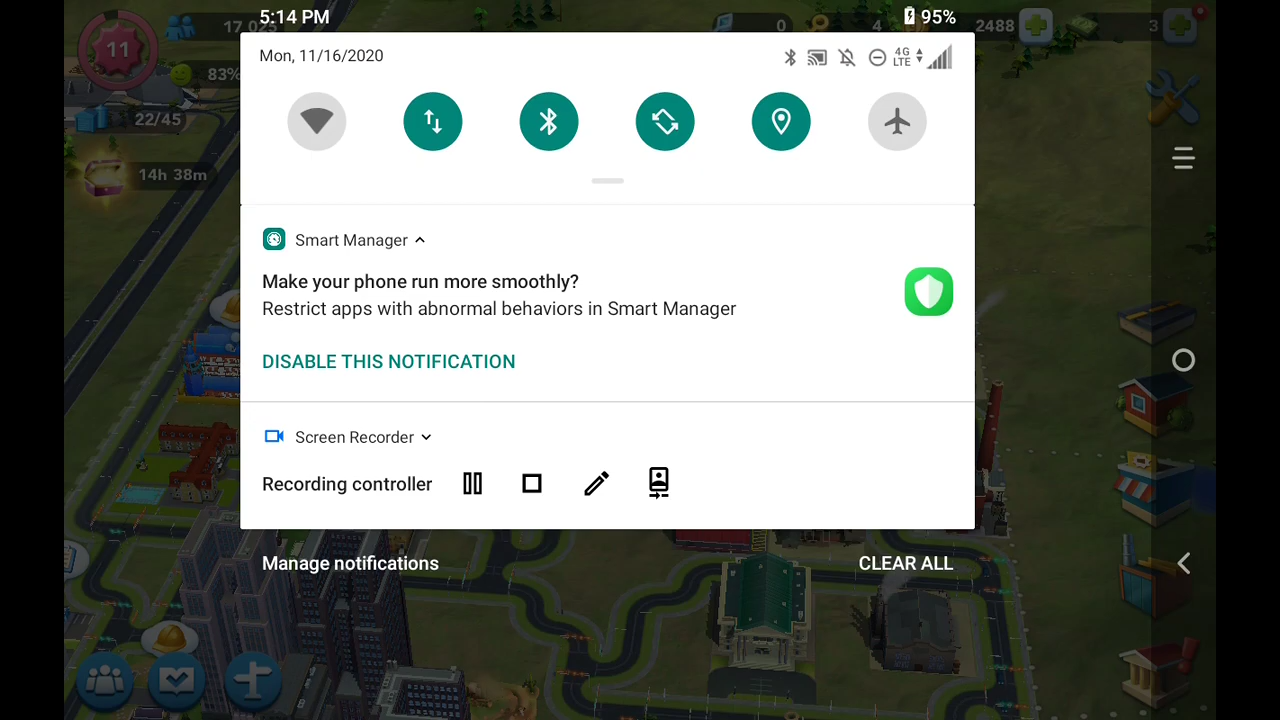 5:14 PM
95%
11
17 025
0
4
2488
3
Mon, 11/16/2020
4G
LTE
83%
22/45
14h 38m
Smart Manager
Make your phone run more smoothly?
Restrict apps with abnormal behaviors in Smart Manager
DISABLE THIS NOTIFICATION
Screen Recorder
Recording controller
Manage notifications
CLEAR ALL